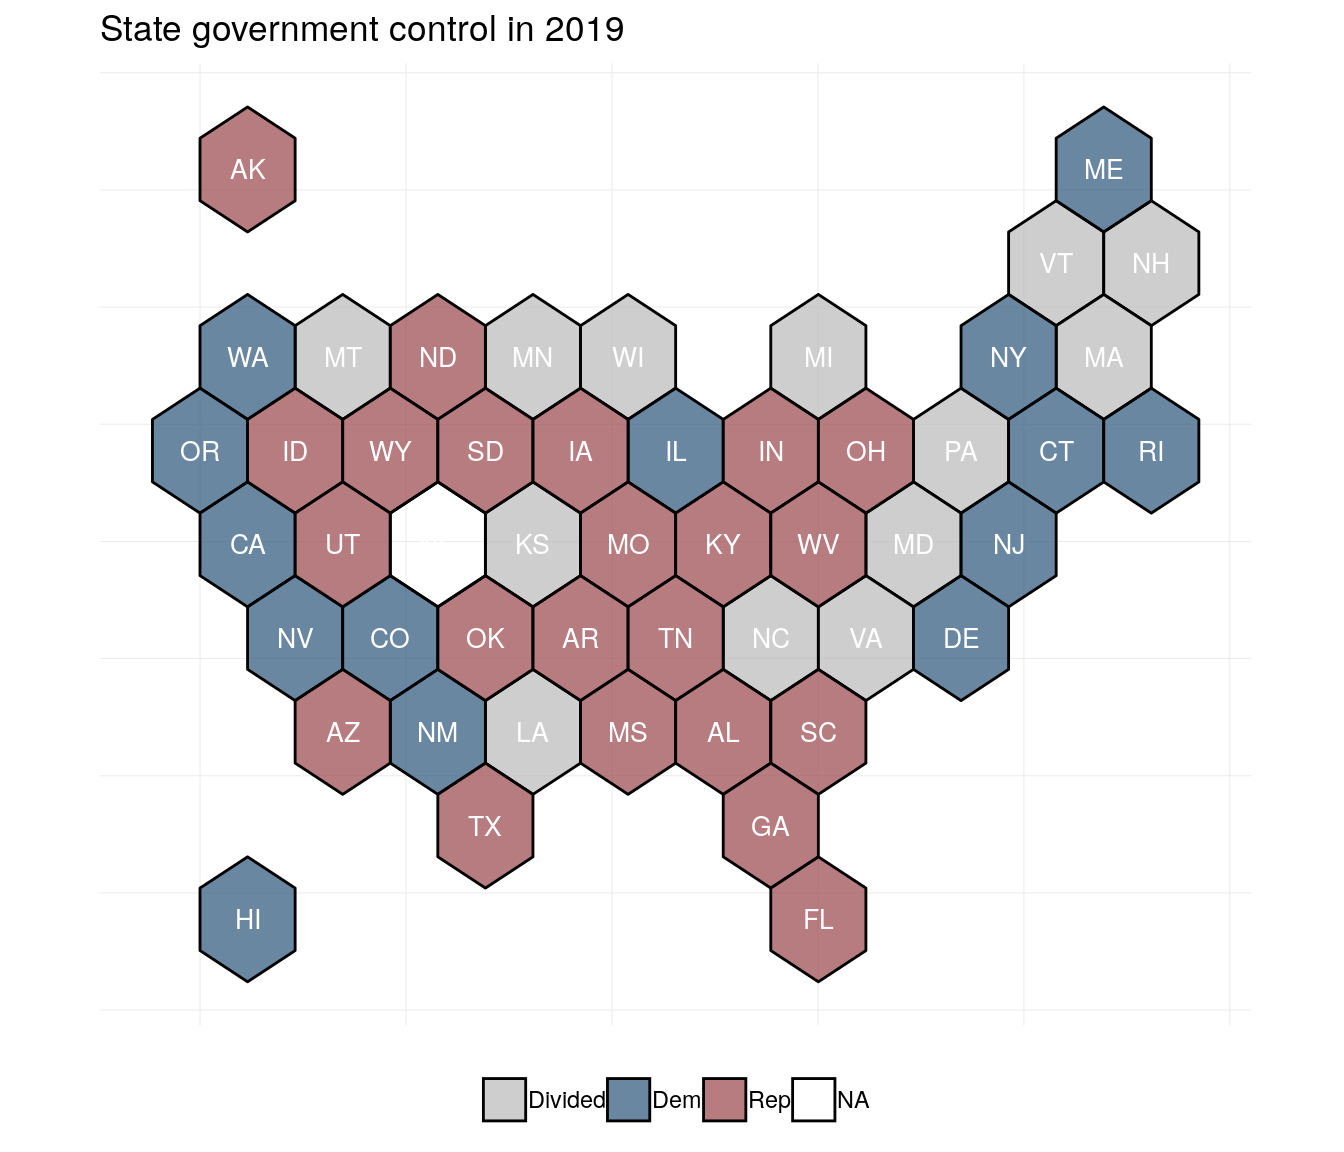 State government control in 2019
AK ME
VT NH
WA MT ND MN WI MI NY MA
OR ID WY SD IA IL IN OH PA CT RI
CA UT KS MO KY WV MD NJ
NV CO OK AR TN NC VA DE
AZ NM LA MS AL SC
TX GA
HI FL
Divided Dem Rep NA